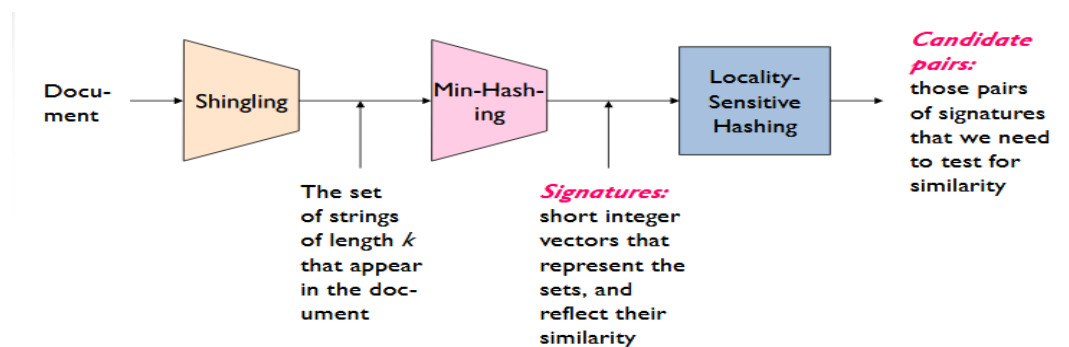 Docu-
ment
Shingling
The set
of strings
of length k
that appear
in the doc-
ument
Min-Hash-
ing
Signatures:
short integer
vectors that
represent the
sets, and
reflect their
similarity
Locality-
Sensitive
Hashing
Candidate
pairs:
those pairs
of signatures
that we need
to test for
similarity